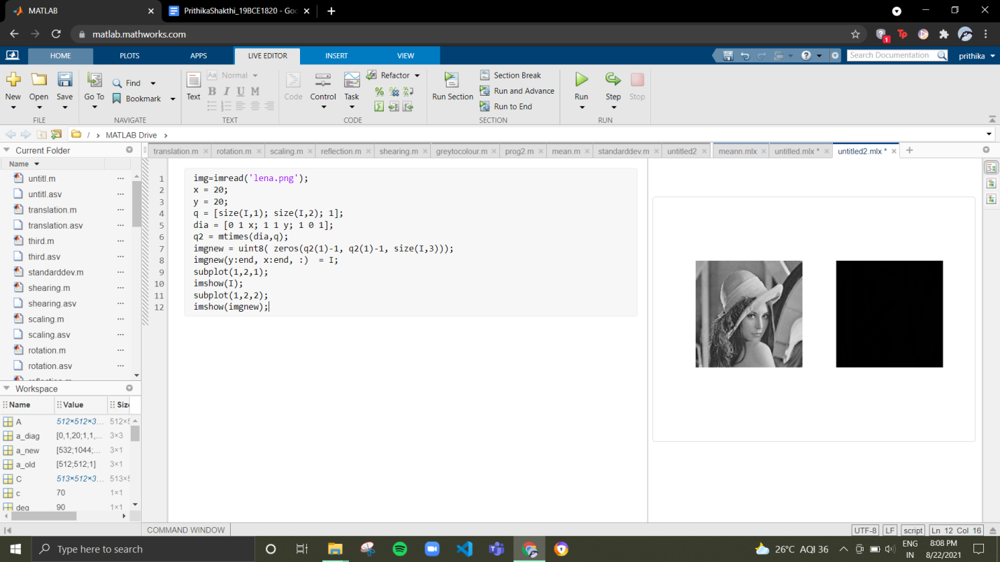 MATLAB
PrithikaShakthi_19BCE1820 - Goo
matlab.mathworks.com
1
HOME PLOTS APPS LIVE EDITOR INSERT VIEW
Search Documentation
prithika
New Open Save
FILE
Go To Find Bookmark
NAVIGATE
Text Aa Normal
B I U M
TEXT
Code Control Task Refactor
CODE
Run Section Section Break
Run and Advance
Run to End
SECTION
Run Step Stop
RUN
/ › MATLAB Drive ›
Current Folder
Name
untitl.m
untitl.asv
translation.m
translation.asv
third.m
third.asv
standarddev.m
shearing.m
shearing.asv
scaling.m
scaling.asv
rotation.m
rotation.asv
reflection.m
Workspace
Name Value Size
A 512×512×3... 512×5
a_diag [0,1,20;1,1,... 3×3
a_new [532;1044;... 3×1
a_old [512;512;1] 3×1
C 513×512×3... 513×5
c 70 1×1
deg 90 1×1
translation.m × rotation.m × scaling.m × reflection.m × shearing.m × greytocolour.m × prog2.m × mean.m × standarddev.m × untitled2 × meann.mlx × untitled.mlx * × untitled2.mlx * × +
1 img=imread('lena.png');
2 x = 20;
3 y = 20;
4 q = [size(I,1); size(I,2); 1];
5 dia = [0 1 x; 1 1 y; 1 0 1];
6 q2 = mtimes(dia,q);
7 imgnew = uint8( zeros(q2(1)-1, q2(1)-1, size(I,3)));
8 imgnew(y:end, x:end, :)  = I;
9 subplot(1,2,1);
10 imshow(I);
11 subplot(1,2,2);
12 imshow(imgnew);
COMMAND WINDOW
UTF-8 LF script Ln 12 Col 16
Type here to search
26°C AQI 36
ENG
IN
8:08 PM
8/22/2021